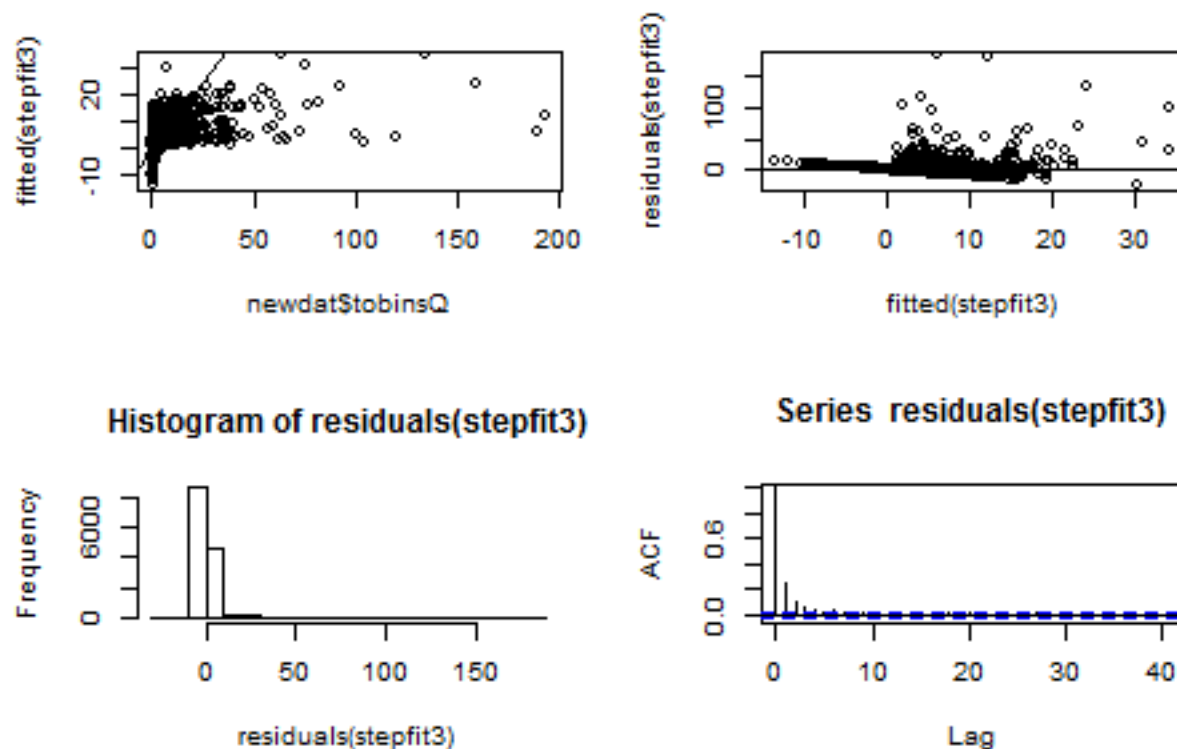 fitted(stepfit3)
20
-10
0 50 100 150 200
newdat$tobinsQ
residuals(stepfit3)
100
0
-10 0 10 20 30
fitted(stepfit3)
Histogram of residuals(stepfit3)
Frequency
6000
0
0 50 100 150
residuals(stepfit3)
Series residuals(stepfit3)
ACF
0.6
0.0
0 10 20 30 40
Lag